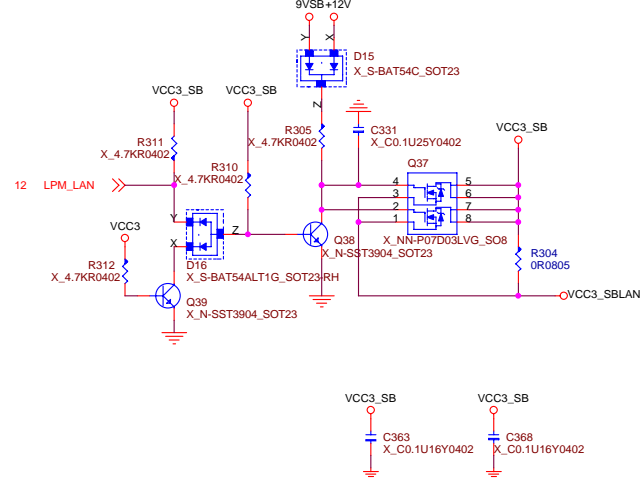 9VSB +12V
Y
X
D15
X_S-BAT54C_SOT23
Z
VCC3_SB
VCC3_SB
R311
X_4.7KR0402
R310
X_4.7KR0402
R305
X_4.7KR0402
C331
X_C0.1U25Y0402
VCC3_SB
Q37
4
3
2
1
5
6
7
8
X_NN-P07D03LVG_SO8
12 LPM_LAN
Y
X
Z
D16
X_S-BAT54ALT1G_SOT23-RH
Q38
X_N-SST3904_SOT23
VCC3
R312
X_4.7KR0402
Q39
X_N-SST3904_SOT23
R304
0R0805
VCC3_SBLAN
VCC3_SB
C363
X_C0.1U16Y0402
VCC3_SB
C368
X_C0.1U16Y0402